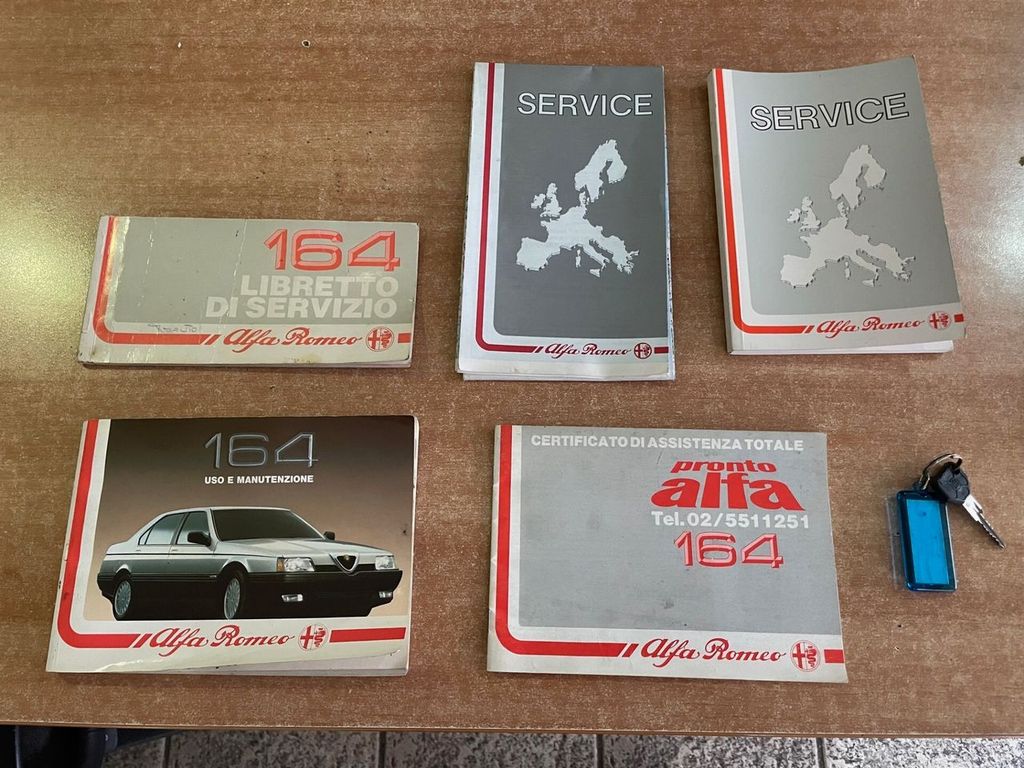 SERVICE
Alfa Romeo
SERVICE
Alfa Romeo
164
LIBRETTO
DI SERVIZIO
Alfa Romeo
164
USO E MANUTENZIONE
Alfa Romeo
CERTIFICATO DI ASSISTENZA TOTALE
pronto
alfa
Tel.02/5511251
164
Alfa Romeo